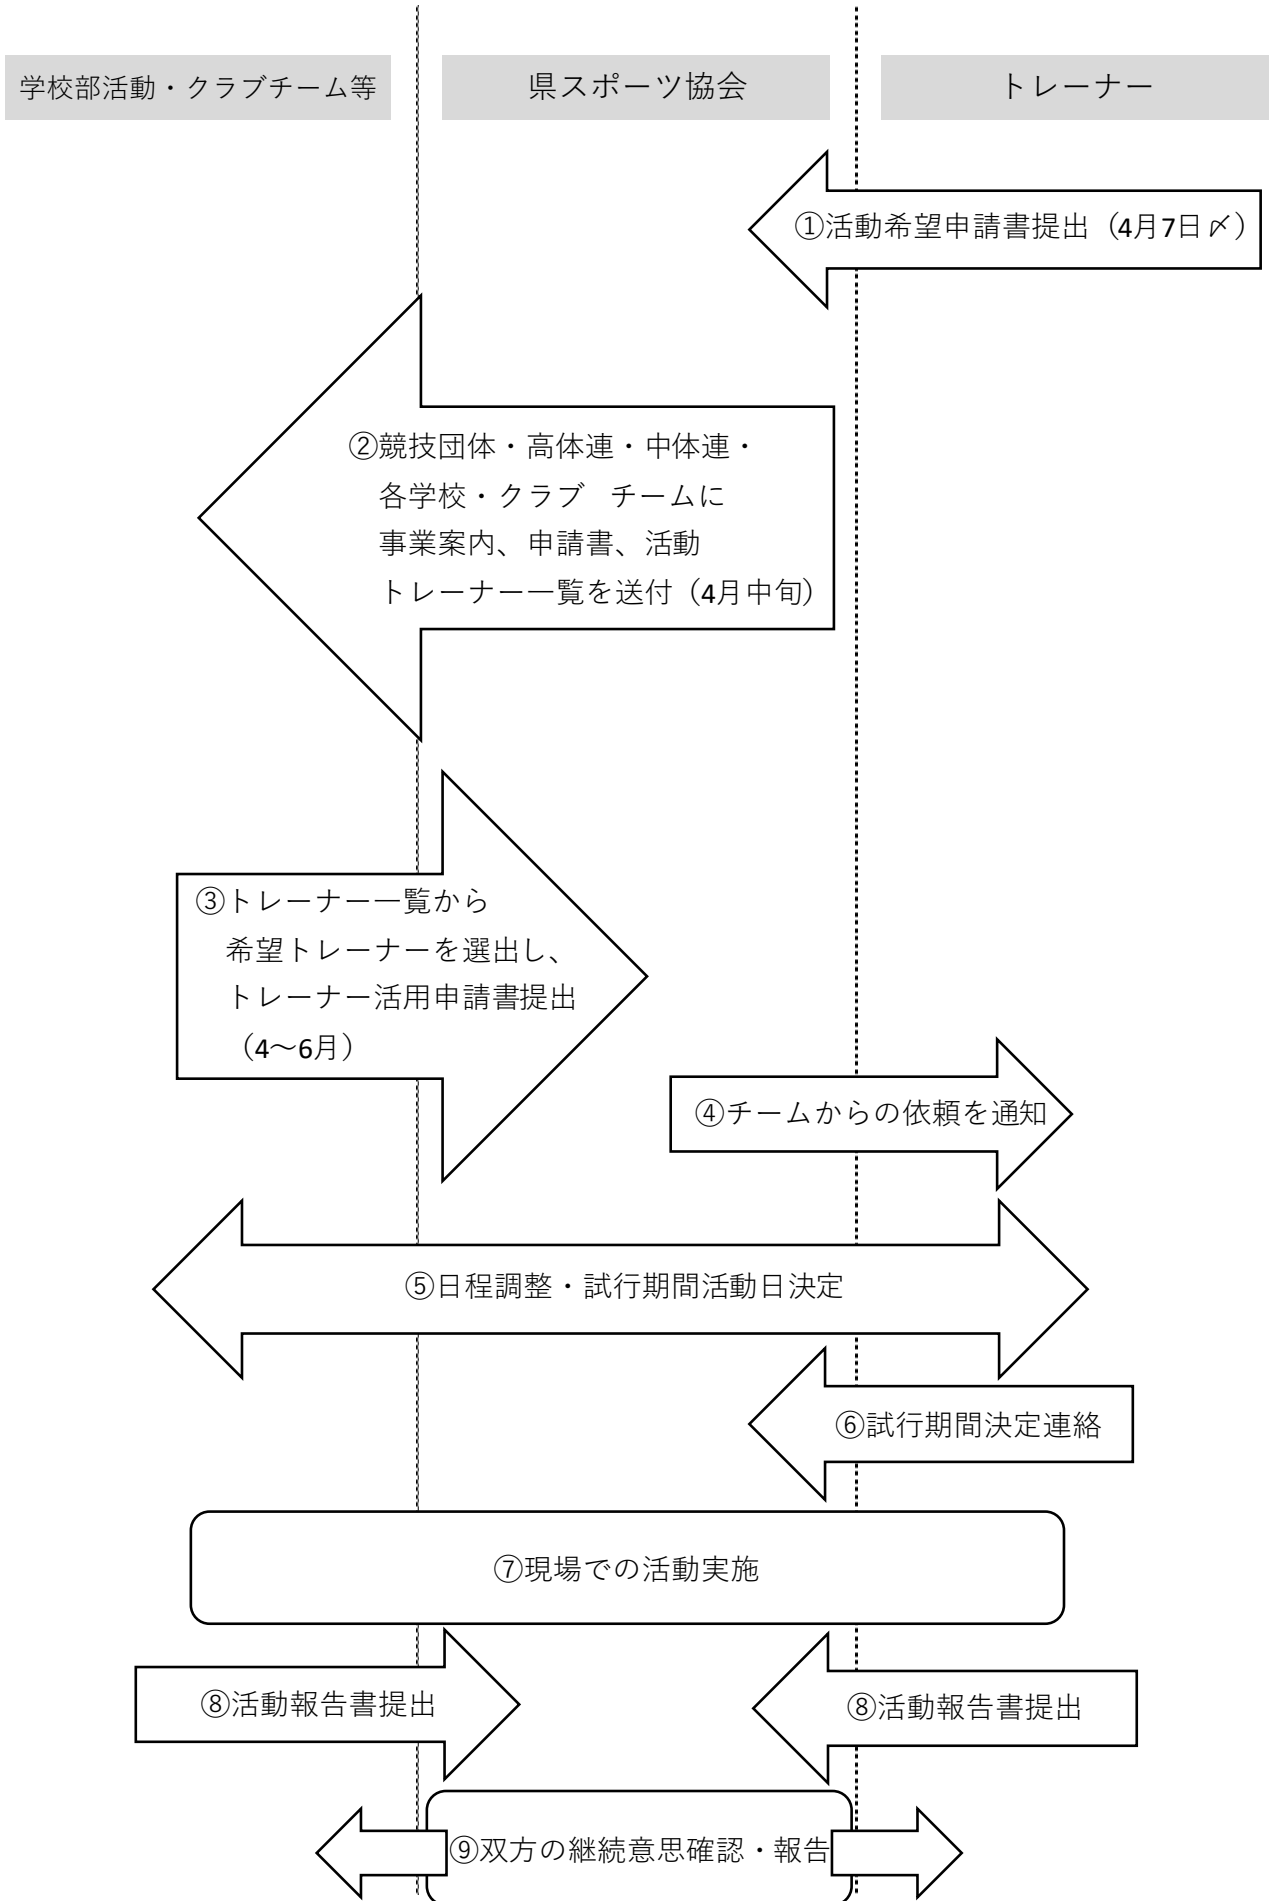 学校部活動・クラブチーム等
県スポーツ協会
トレーナー
①活動希望申請書提出（4月7日〆）
②競技団体・高体連・中体連・
各学校・クラブ　チームに
事業案内、申請書、活動
トレーナー一覧を送付（4月中旬）
③トレーナー一覧から
希望トレーナーを選出し、
トレーナー活用申請書提出
（4～6月）
④チームからの依頼を通知
⑤日程調整・試行期間活動日決定
⑥試行期間決定連絡
⑦現場での活動実施
⑧活動報告書提出
⑧活動報告書提出
⑨双方の継続意思確認・報告